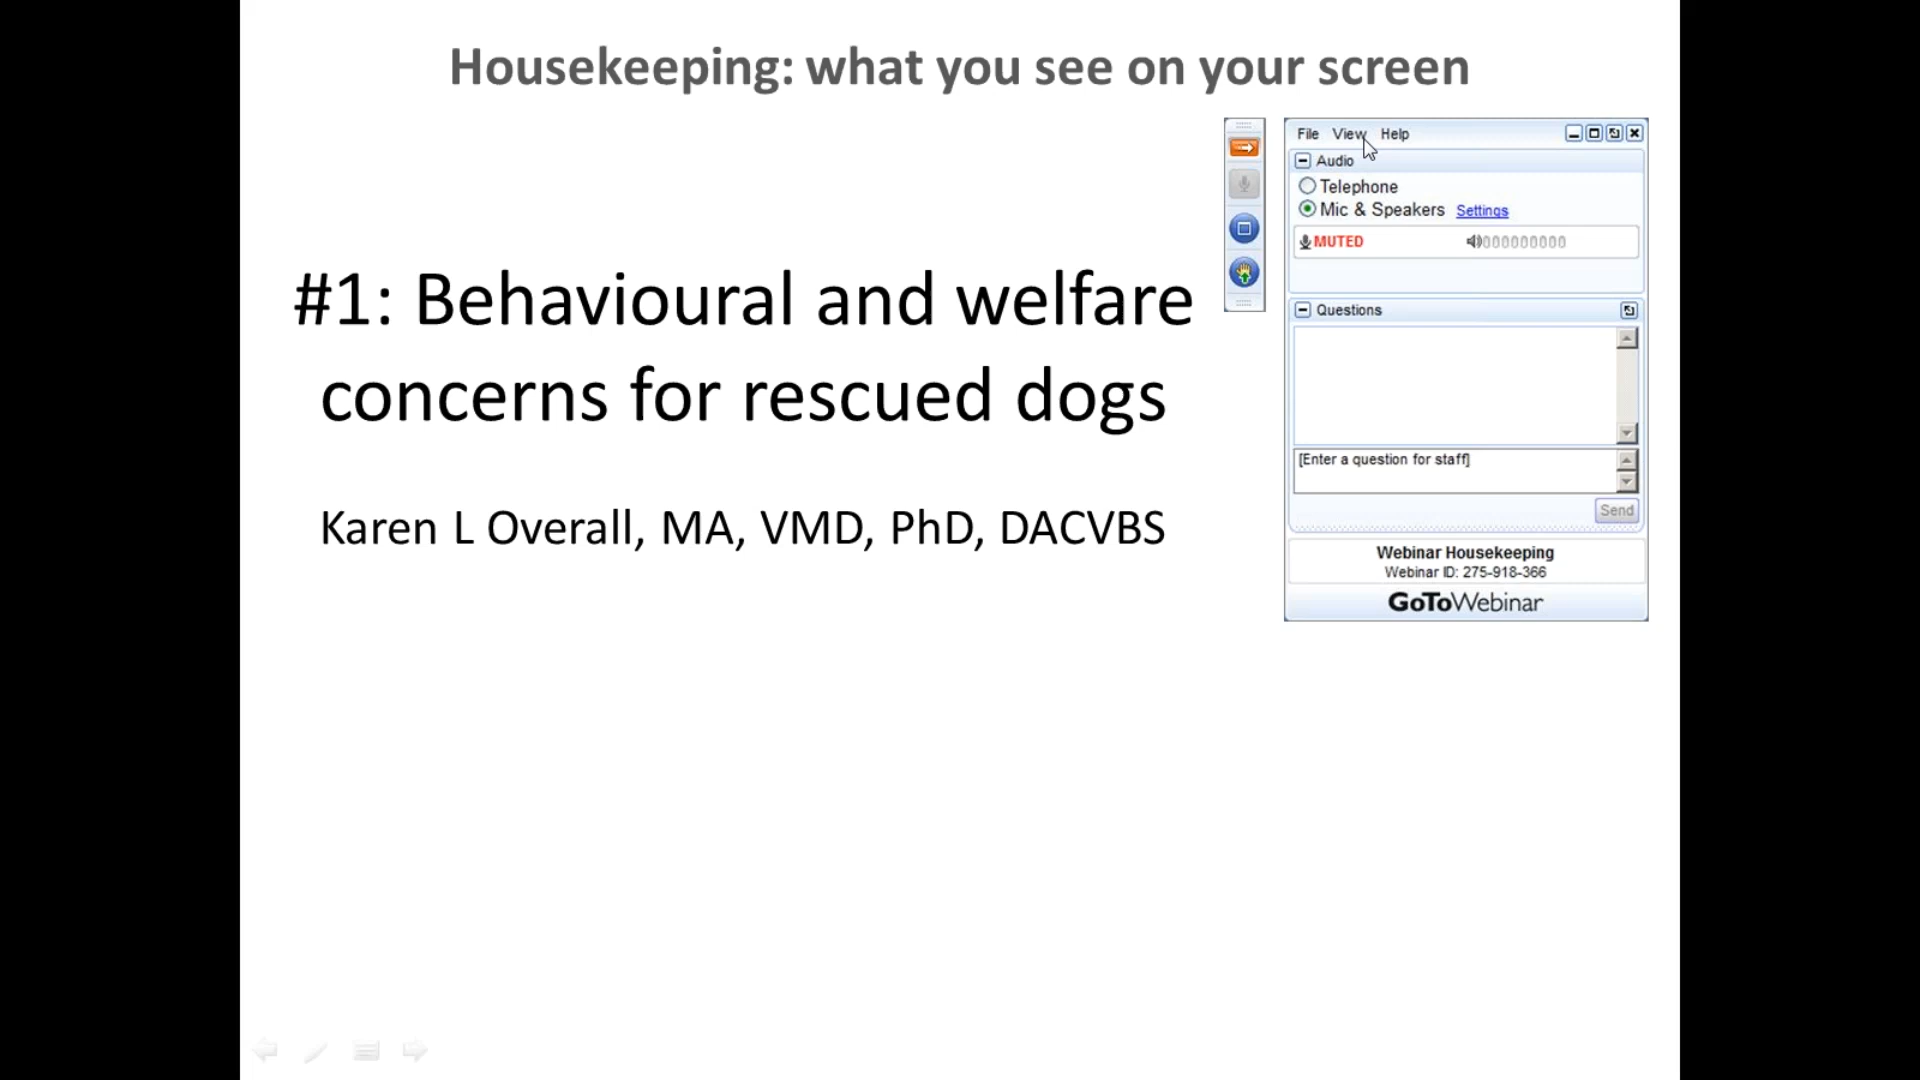 Housekeeping: what you see on your screen
#1: Behavioural and welfare
concerns for rescued dogs
Karen L Overall, MA, VMD, PhD, DACVBS
File View Help
Audio
Telephone
Mic & Speakers Settings
MUTED
Questions
[Enter a question for staff]
Send
Webinar Housekeeping
Webinar ID: 275-918-366
GoToWebinar